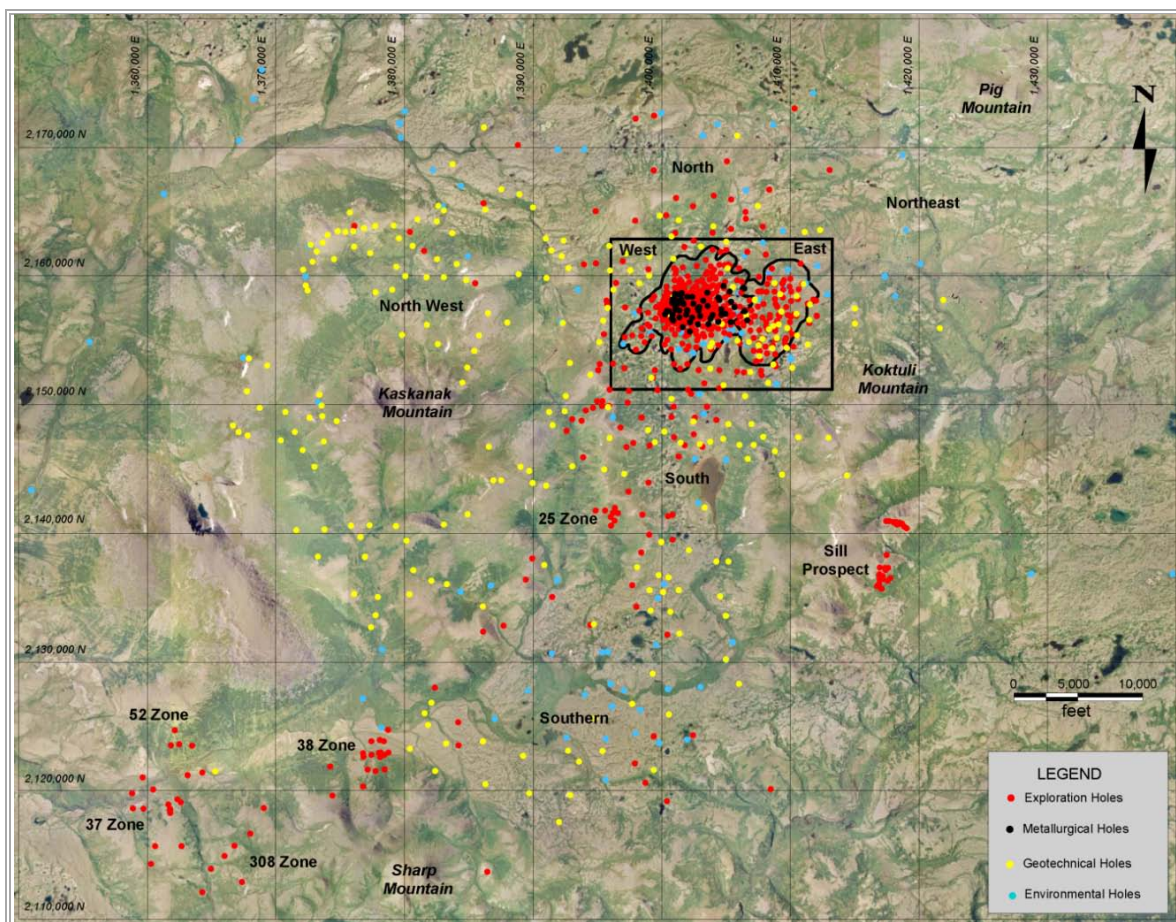 1,360,000 E
1,370,000 E
1,380,000 E
1,390,000 E
1,400,000 E
1,410,000 E
1,420,000 E
1,430,000 E
Pig
Mountain
N
2,170,000 N
North
Northeast
West
East
2,160,000 N
North West
Koktuli
Mountain
Kaskanak
Mountain
2,150,000 N
South
2,140,000 N
25 Zone
Sill
Prospect
2,130,000 N
0
5,000
10,000
feet
52 Zone
Southern
38 Zone
2,120,000 N
37 Zone
308 Zone
Sharp
Mountain
2,110,000 N
LEGEND
Exploration Holes
Metallurgical Holes
Geotechnical Holes
Environmental Holes